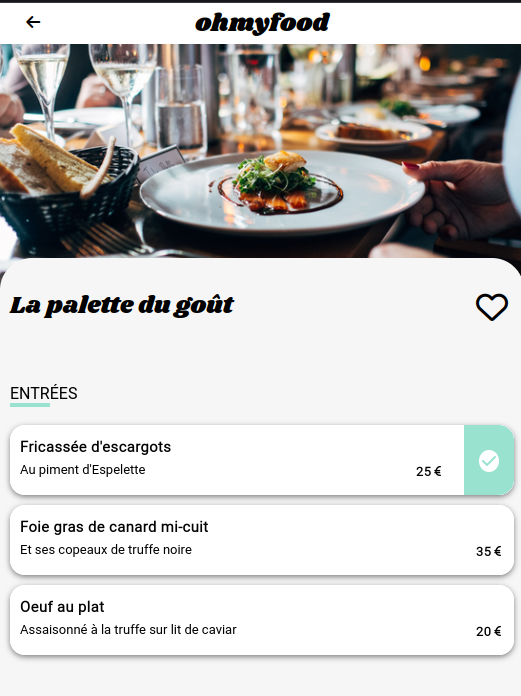 ohmyfood
La palette du goût
ENTRÉES
Fricassée d'escargots
Au piment d'Espelette
25 €
Foie gras de canard mi-cuit
Et ses copeaux de truffe noire
35 €
Oeuf au plat
Assaisonné à la truffe sur lit de caviar
20 €